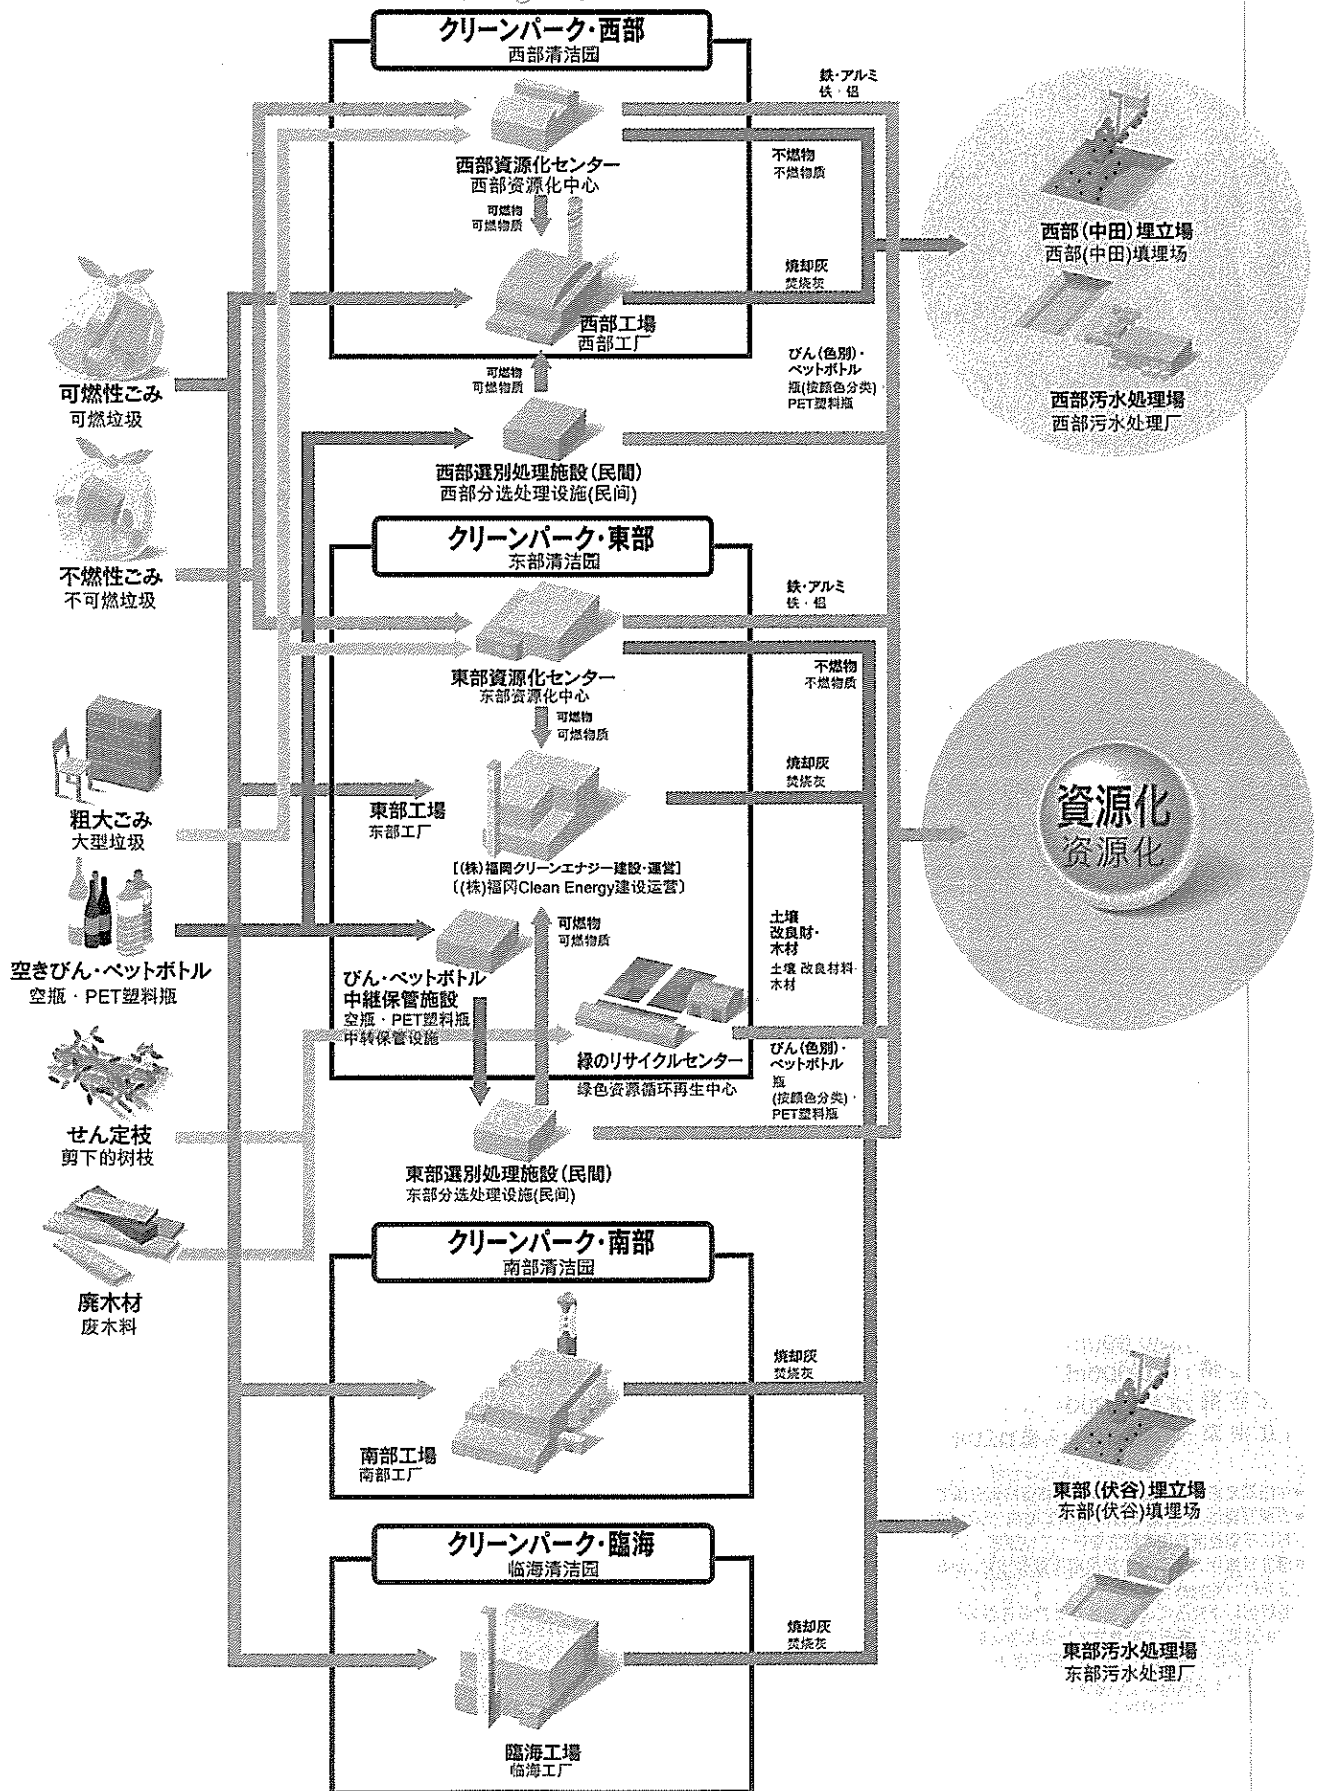 クリーンパーク・西部
西部清洁园
鉄・アルミ
铁・铝
西部資源化センター
西部资源化中心
不燃物
不燃物质
可燃物
可燃物质
西部(中田)埋立場
西部(中田)填埋场
焼却灰
焚烧灰
西部工場
西部工厂
可燃性ごみ
可燃垃圾
可燃物
可燃物质
びん(色別)・
ペットボトル
瓶(按颜色分类)・
PET塑料瓶
西部汚水処理場
西部污水处理厂
西部選別処理施設(民間)
西部分选处理设施(民间)
クリーンパーク・東部
东部清洁园
不燃性ごみ
不可燃垃圾
鉄・アルミ
铁・铝
東部資源化センター
东部资源化中心
不燃物
不燃物质
可燃物
可燃物质
焼却灰
焚烧灰
東部工場
东部工厂
粗大ごみ
大型垃圾
資源化
资源化
[(株)福岡クリーンエナジー建設・運営]
〔(株)福冈Clean Energy建设运营〕
可燃物
可燃物质
土壌
改良財・
木材
土壤 改良材料・
木材
空きびん・ペットボトル
空瓶・PET塑料瓶
びん・ペットボトル
中継保管施設
空瓶・PET塑料瓶
中转保管设施
緑のリサイクルセンター
绿色资源循环再生中心
びん(色別)・
ペットボトル
瓶
(按颜色分类)・
PET塑料瓶
せん定枝
剪下的树枝
東部選別処理施設(民間)
东部分选处理设施(民间)
クリーンパーク・南部
南部清洁园
廃木材
废木料
焼却灰
焚烧灰
南部工場
南部工厂
東部(伏谷)埋立場
东部(伏谷)填埋场
クリーンパーク・臨海
临海清洁园
焼却灰
焚烧灰
東部汚水処理場
东部污水处理厂
臨海工場
临海工厂